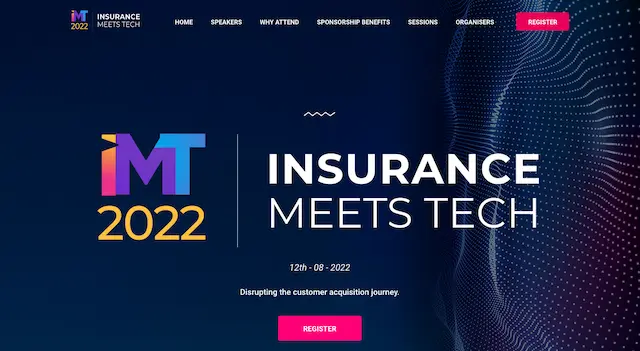 iMT
2022
INSURANCE
MEETS TECH
HOME
SPEAKERS
WHY ATTEND
SPONSORSHIP BENEFITS
SESSIONS
ORGANISERS
REGISTER
iMT
2022
INSURANCE
MEETS TECH
12th - 08 - 2022
Disrupting the customer acquisition journey.
REGISTER